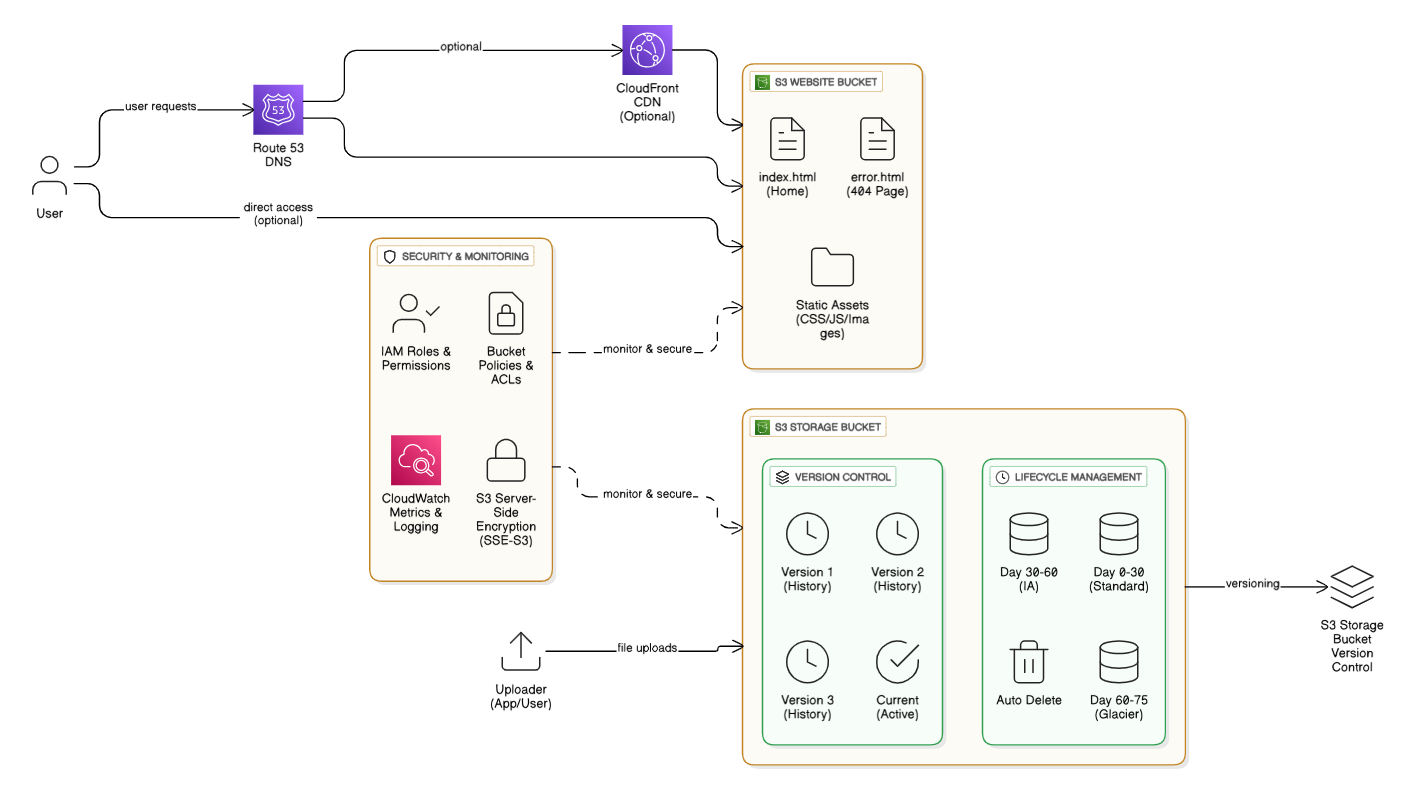 optional
CloudFront
CDN
(Optional)
S3 WEBSITE BUCKET
user requests
53
Route 53
DNS
index.html
(Home)
error.html
(404 Page)
User
direct access
(optional)
SECURITY & MONITORING
Static Assets
(CSS/JS/Ima
ges)
IAM Roles &
Permissions
Bucket
Policies &
ACLs
monitor & secure
S3 STORAGE BUCKET
CloudWatch
Metrics &
Logging
S3 Server-
Side
Encryption
(SSE-S3)
monitor & secure
VERSION CONTROL
Version 1
(History)
Version 2
(History)
Version 3
(History)
Current
(Active)
LIFECYCLE MANAGEMENT
Day 30-60
(IA)
Day 0-30
(Standard)
Auto Delete
Day 60-75
(Glacier)
versioning
S3 Storage
Bucket
Version
Control
file uploads
Uploader
(App/User)